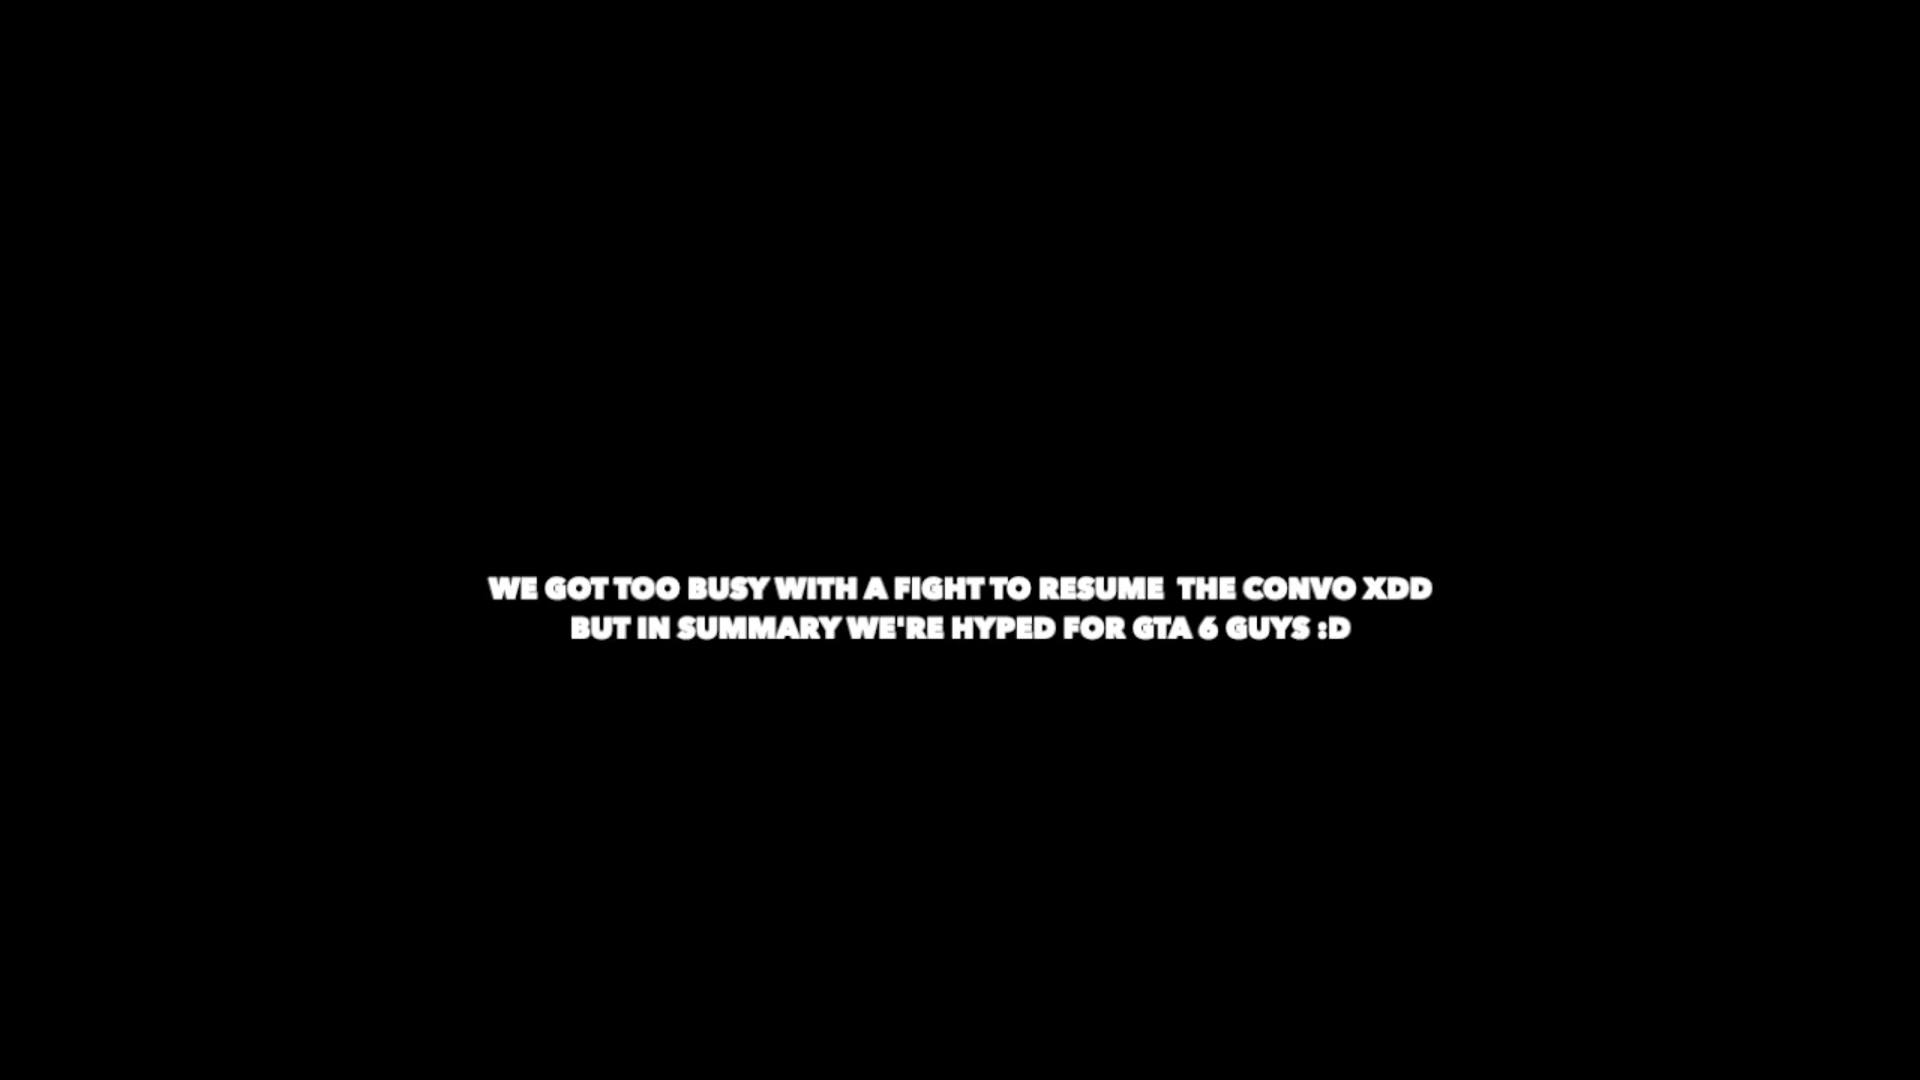 WE GOT TOO BUSY WITH A FIGHT TO RESUME  THE CONVO XDD
BUT IN SUMMARY WE'RE HYPED FOR GTA 6 GUYS :D